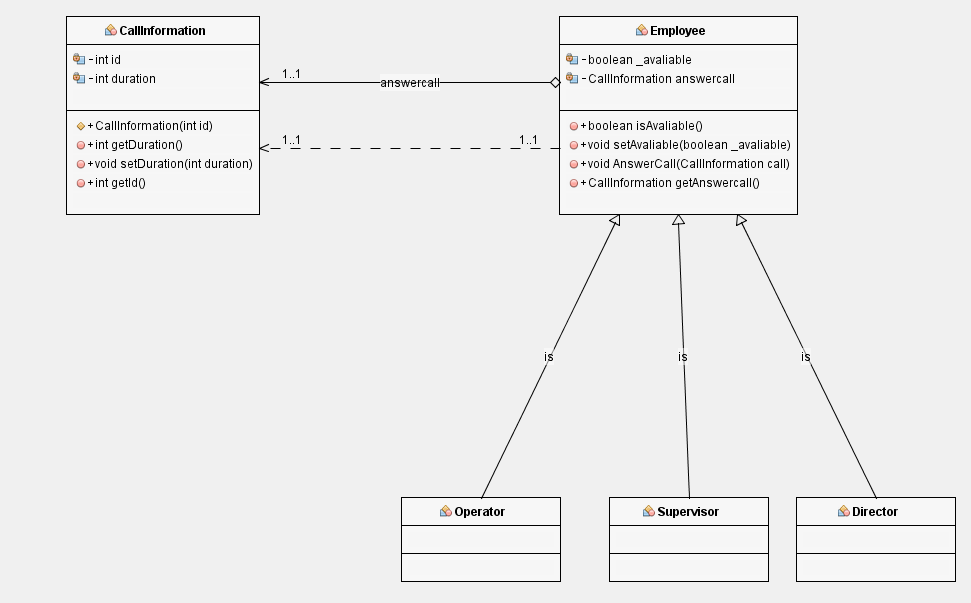 CallInformation
- int id
- int duration
+ CallInformation(int id)
+ int getDuration()
+ void setDuration(int duration)
+ int getId()
1..1
answercall
1..1
1..1
Employee
- boolean _avaliable
- CallInformation answercall
+ boolean isAvaliable()
+ void setAvaliable(boolean _avaliable)
+ void AnswerCall(CallInformation call)
+ CallInformation getAnswercall()
is
is
is
Operator
Supervisor
Director